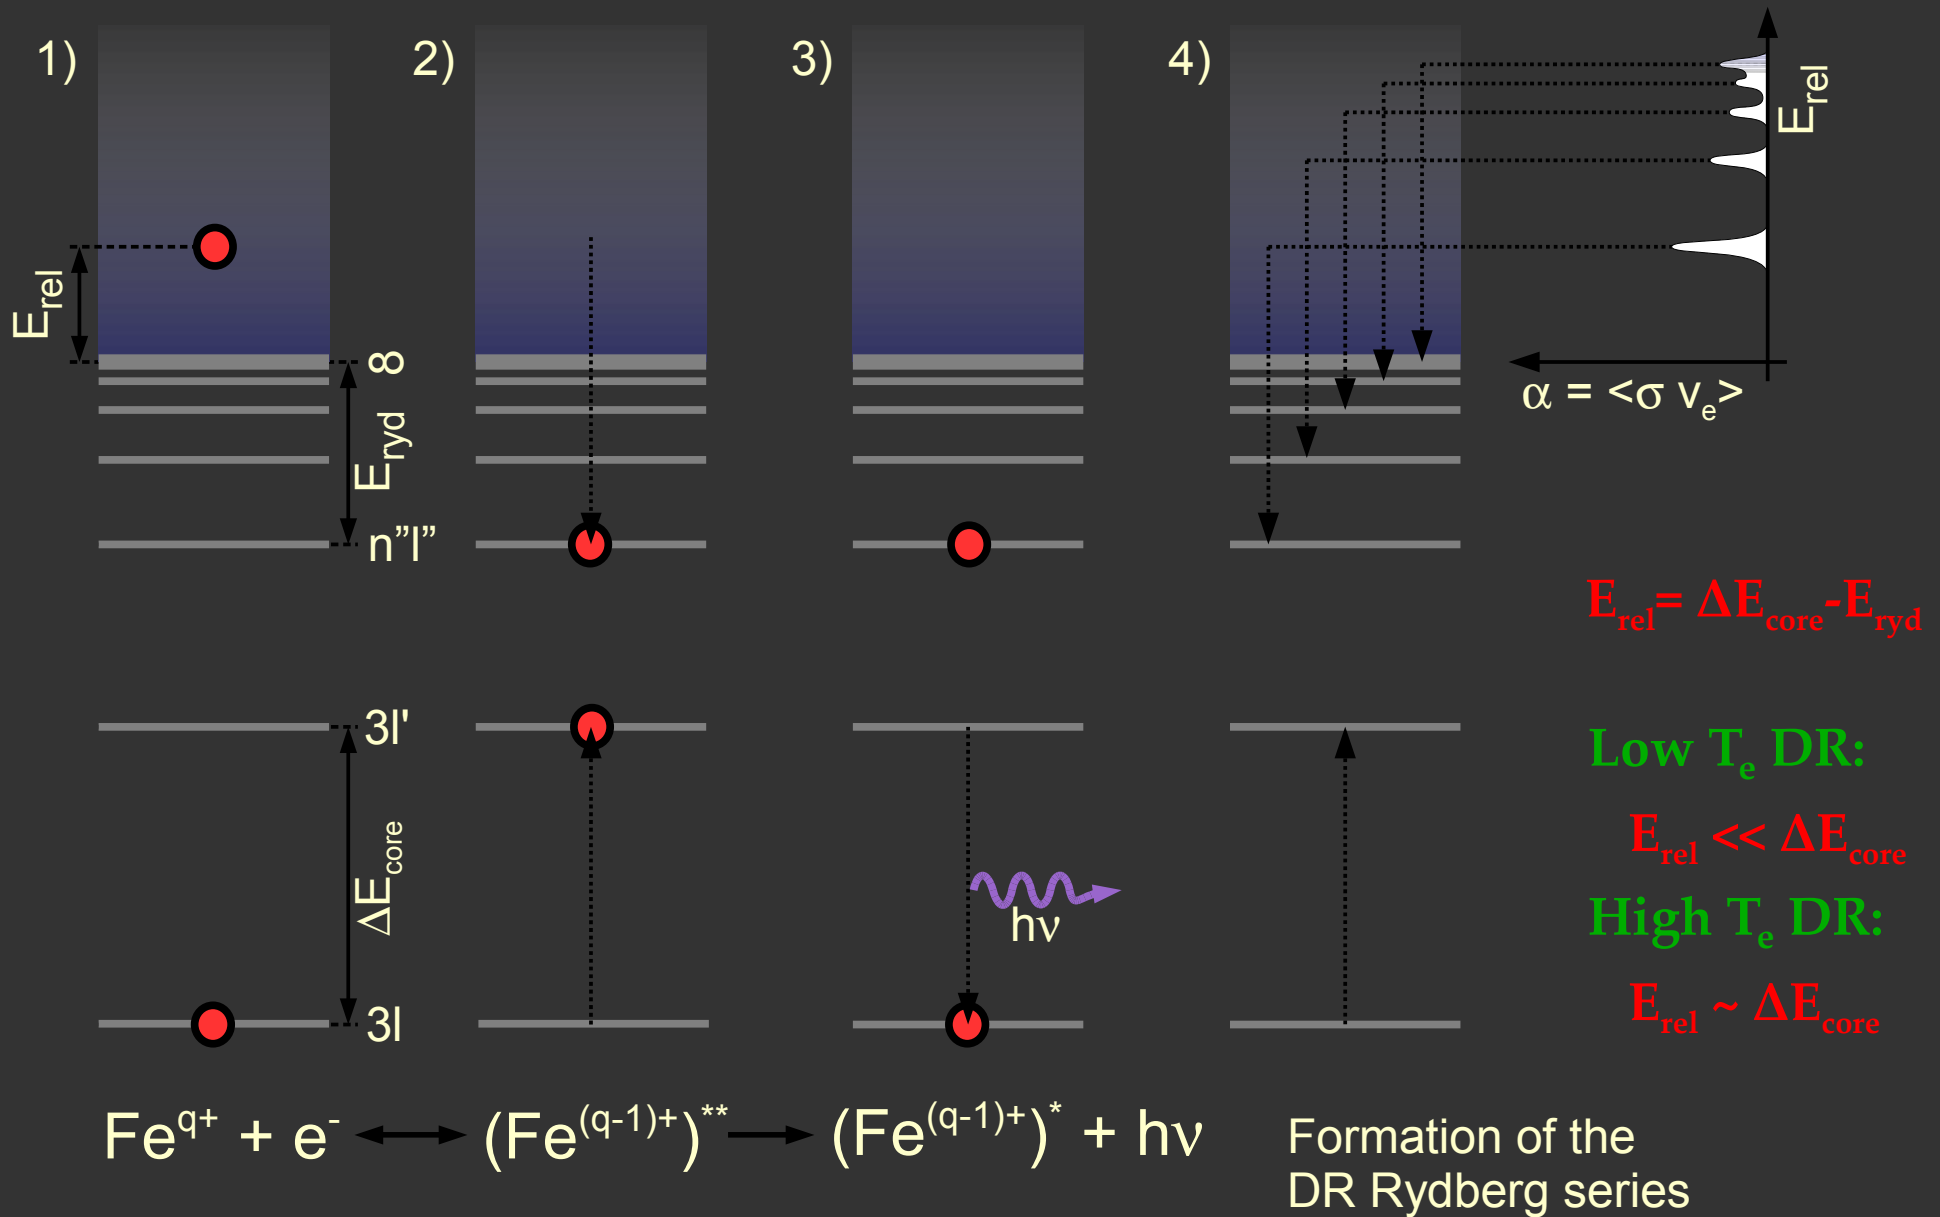 1)
2)
3)
4)
E_rel
E_rel
∞
E_ryd
n”l”
α = <σ v_e>
E_rel= ΔE_core-E_ryd
3l'
ΔE_core
3l
hν
Low T_e DR:
E_rel << ΔE_core
High T_e DR:
E_rel ~ ΔE_core
Fe^q+ + e^- ↔ (Fe^(q-1)+)^** → (Fe^(q-1)+)^* + hν
Formation of the
DR Rydberg series